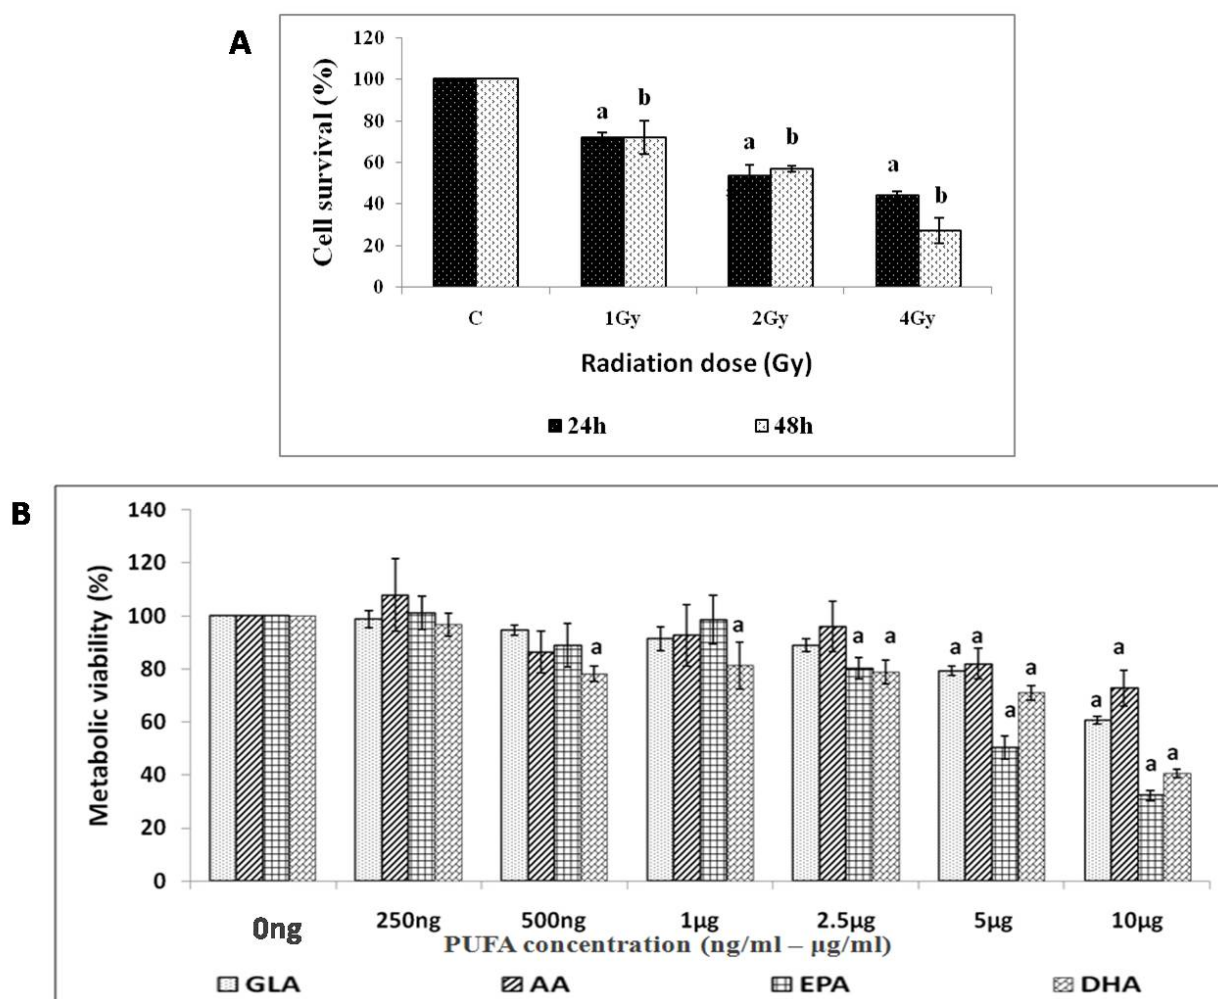 A
120
100
80
60
40
20
0
Cell survival (%)
a b
a b
a b
C 1Gy 2Gy 4Gy
Radiation dose (Gy)
24h 48h
B
140
120
100
80
60
40
20
0
Metabolic viability (%)
a
a
a a
a a a a
a a a a
0ng 250ng 500ng 1µg 2.5µg 5µg 10µg
PUFA concentration (ng/ml – µg/ml)
GLA AA EPA DHA